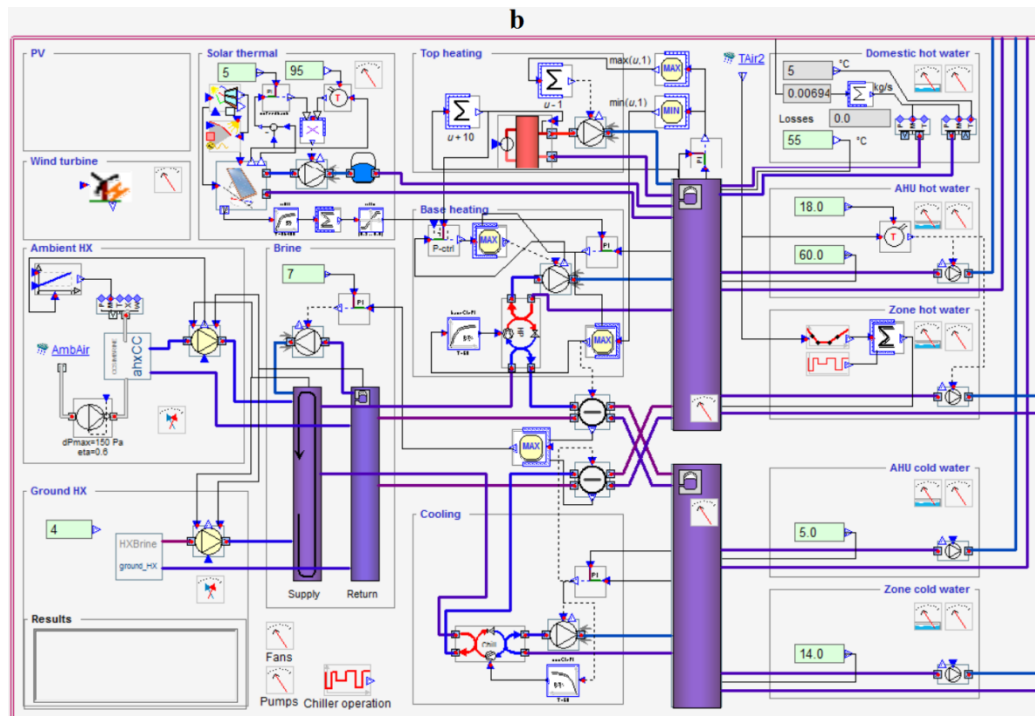 b
PV
Solar thermal
5
95
PI
T
Top heating
Σ
u - 1
Σ
u + 10
max(u,1)
MAX
min(u,1)
MIN
PI
TAir2
Domestic hot water
5
°C
0.00694
kg/s
Σ
Losses
0.0
55
°C
Wind turbine
Σ
Base heating
P-ctrl
MAX
PI
dH
MAX
AHU hot water
18.0
T
60.0
Ambient HX
AmbAir
ahxCC
dPmax=150 Pa
eta=0.6
Brine
7
PI
Zone hot water
Σ
MAX
Ground HX
4
HXBrine
ground_HX
Supply
Return
Cooling
PI
Chill
AHU cold water
5.0
Zone cold water
14.0
Results
Fans
Pumps
Chiller operation